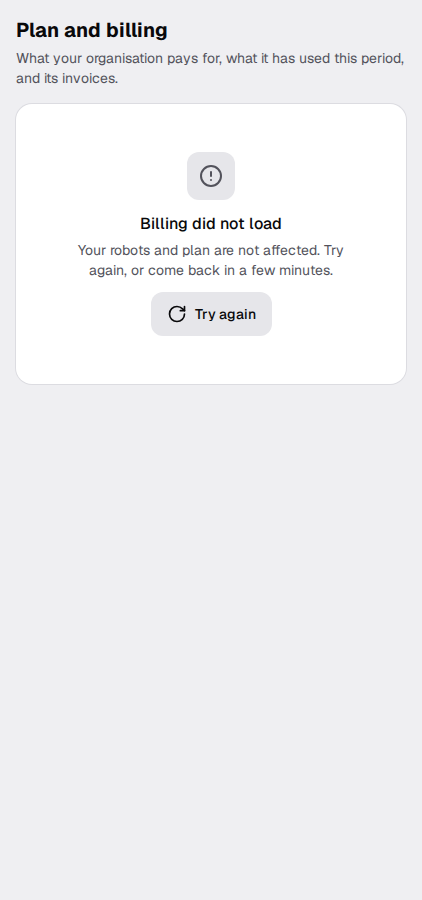 Plan and billing
What your organisation pays for, what it has used this period,
and its invoices.
Billing did not load
Your robots and plan are not affected. Try
again, or come back in a few minutes.
Try again